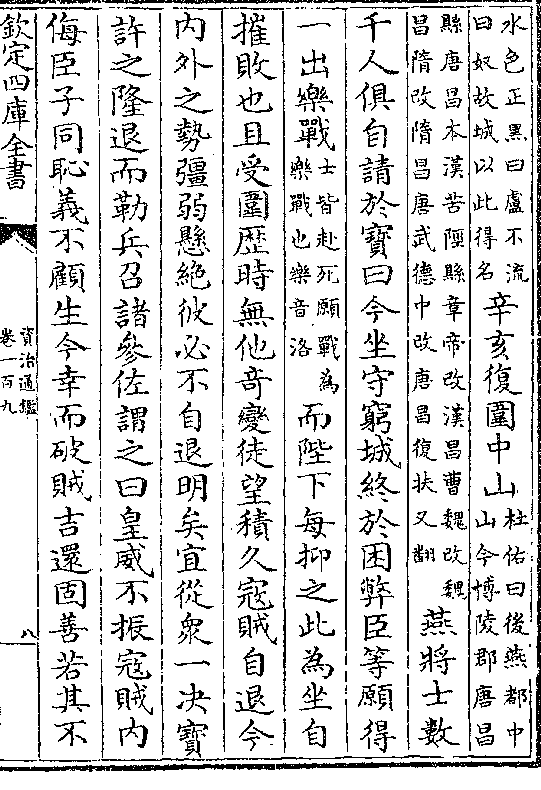 水色正黑曰盧不流
曰奴故城以此得名
辛亥復圍中山
杜佑曰後燕都中
山今博陵郡唐昌
縣唐昌本漢苦陘縣章帝改漢昌曹魏改魏
昌隋改隋昌唐武德中改唐昌復扶又翻
燕將士數
千人俱自請於寶曰今坐守窮城終於困弊臣等願得
一出樂戰
士皆赴死願戰為
樂戰也樂音洛
而陛下每抑之此為坐自
摧敗也且受圍歷時無他奇變徒望積久寇賊自退今
内外之勢彊弱懸絶彼必不自退明矣宜從衆一决寶
許之隆退而勒兵召諸參佐謂之曰皇威不振寇賊内
侮臣子同恥義不顧生今幸而破賊吉還固善若其不
欽定四庫全書
資治通鑑
卷一百九
八